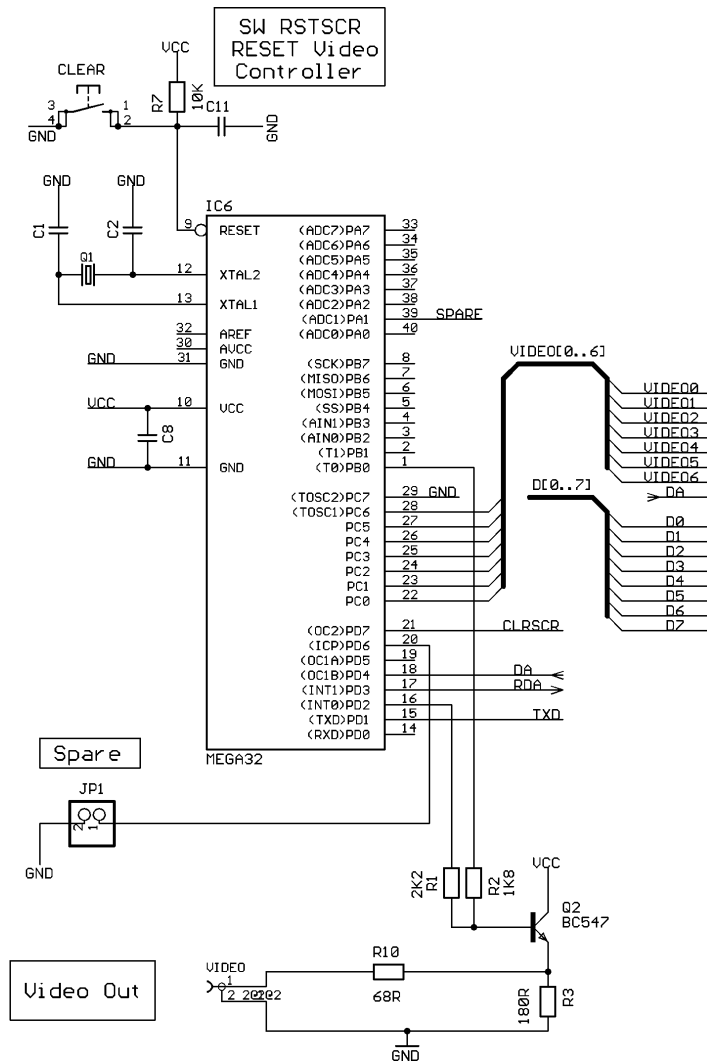 SW RSTSCR
RESET Video
Controller
VCC
CLEAR
R7
10K
C11
3
4
1
2
GND
GND
GND
GND
IC6
C1
C2
Q1
9 RESET
12 XTAL2
13 XTAL1
32 AREF
30 AVCC
GND 31 GND
VCC 10 VCC
C8
GND 11 GND
(ADC7)PA7 33
(ADC6)PA6 34
(ADC5)PA5 35
(ADC4)PA4 36
(ADC3)PA3 37
(ADC2)PA2 38
(ADC1)PA1 39 SPARE
(ADC0)PA0 40
(SCK)PB7 8
(MISO)PB6 7
(MOSI)PB5 6
(SS)PB4 5
(AIN1)PB3 4
(AIN0)PB2 3
(T1)PB1 2
(T0)PB0 1
(TOSC2)PC7 29 GND
(TOSC1)PC6 28
PC5 27
PC4 26
PC3 25
PC2 24
PC1 23
PC0 22
(OC2)PD7 21 CLRSCR
(ICP)PD6 20
(OC1A)PD5 19
(OC1B)PD4 18 DA
(INT1)PD3 17 RDA
(INT0)PD2 16
(TXD)PD1 15 TXD
(RXD)PD0 14
MEGA32
VIDEO[0..6]
VIDEO0
VIDEO1
VIDEO2
VIDEO3
VIDEO4
VIDEO5
VIDEO6
DA
D[0..7]
D0
D1
D2
D3
D4
D5
D6
D7
Spare
JP1
2 1
GND
2K2
R1
R2
1K8
VCC
Q2
BC547
Video Out
VIDEO
1
2
R10
68R
180R
R3
GND